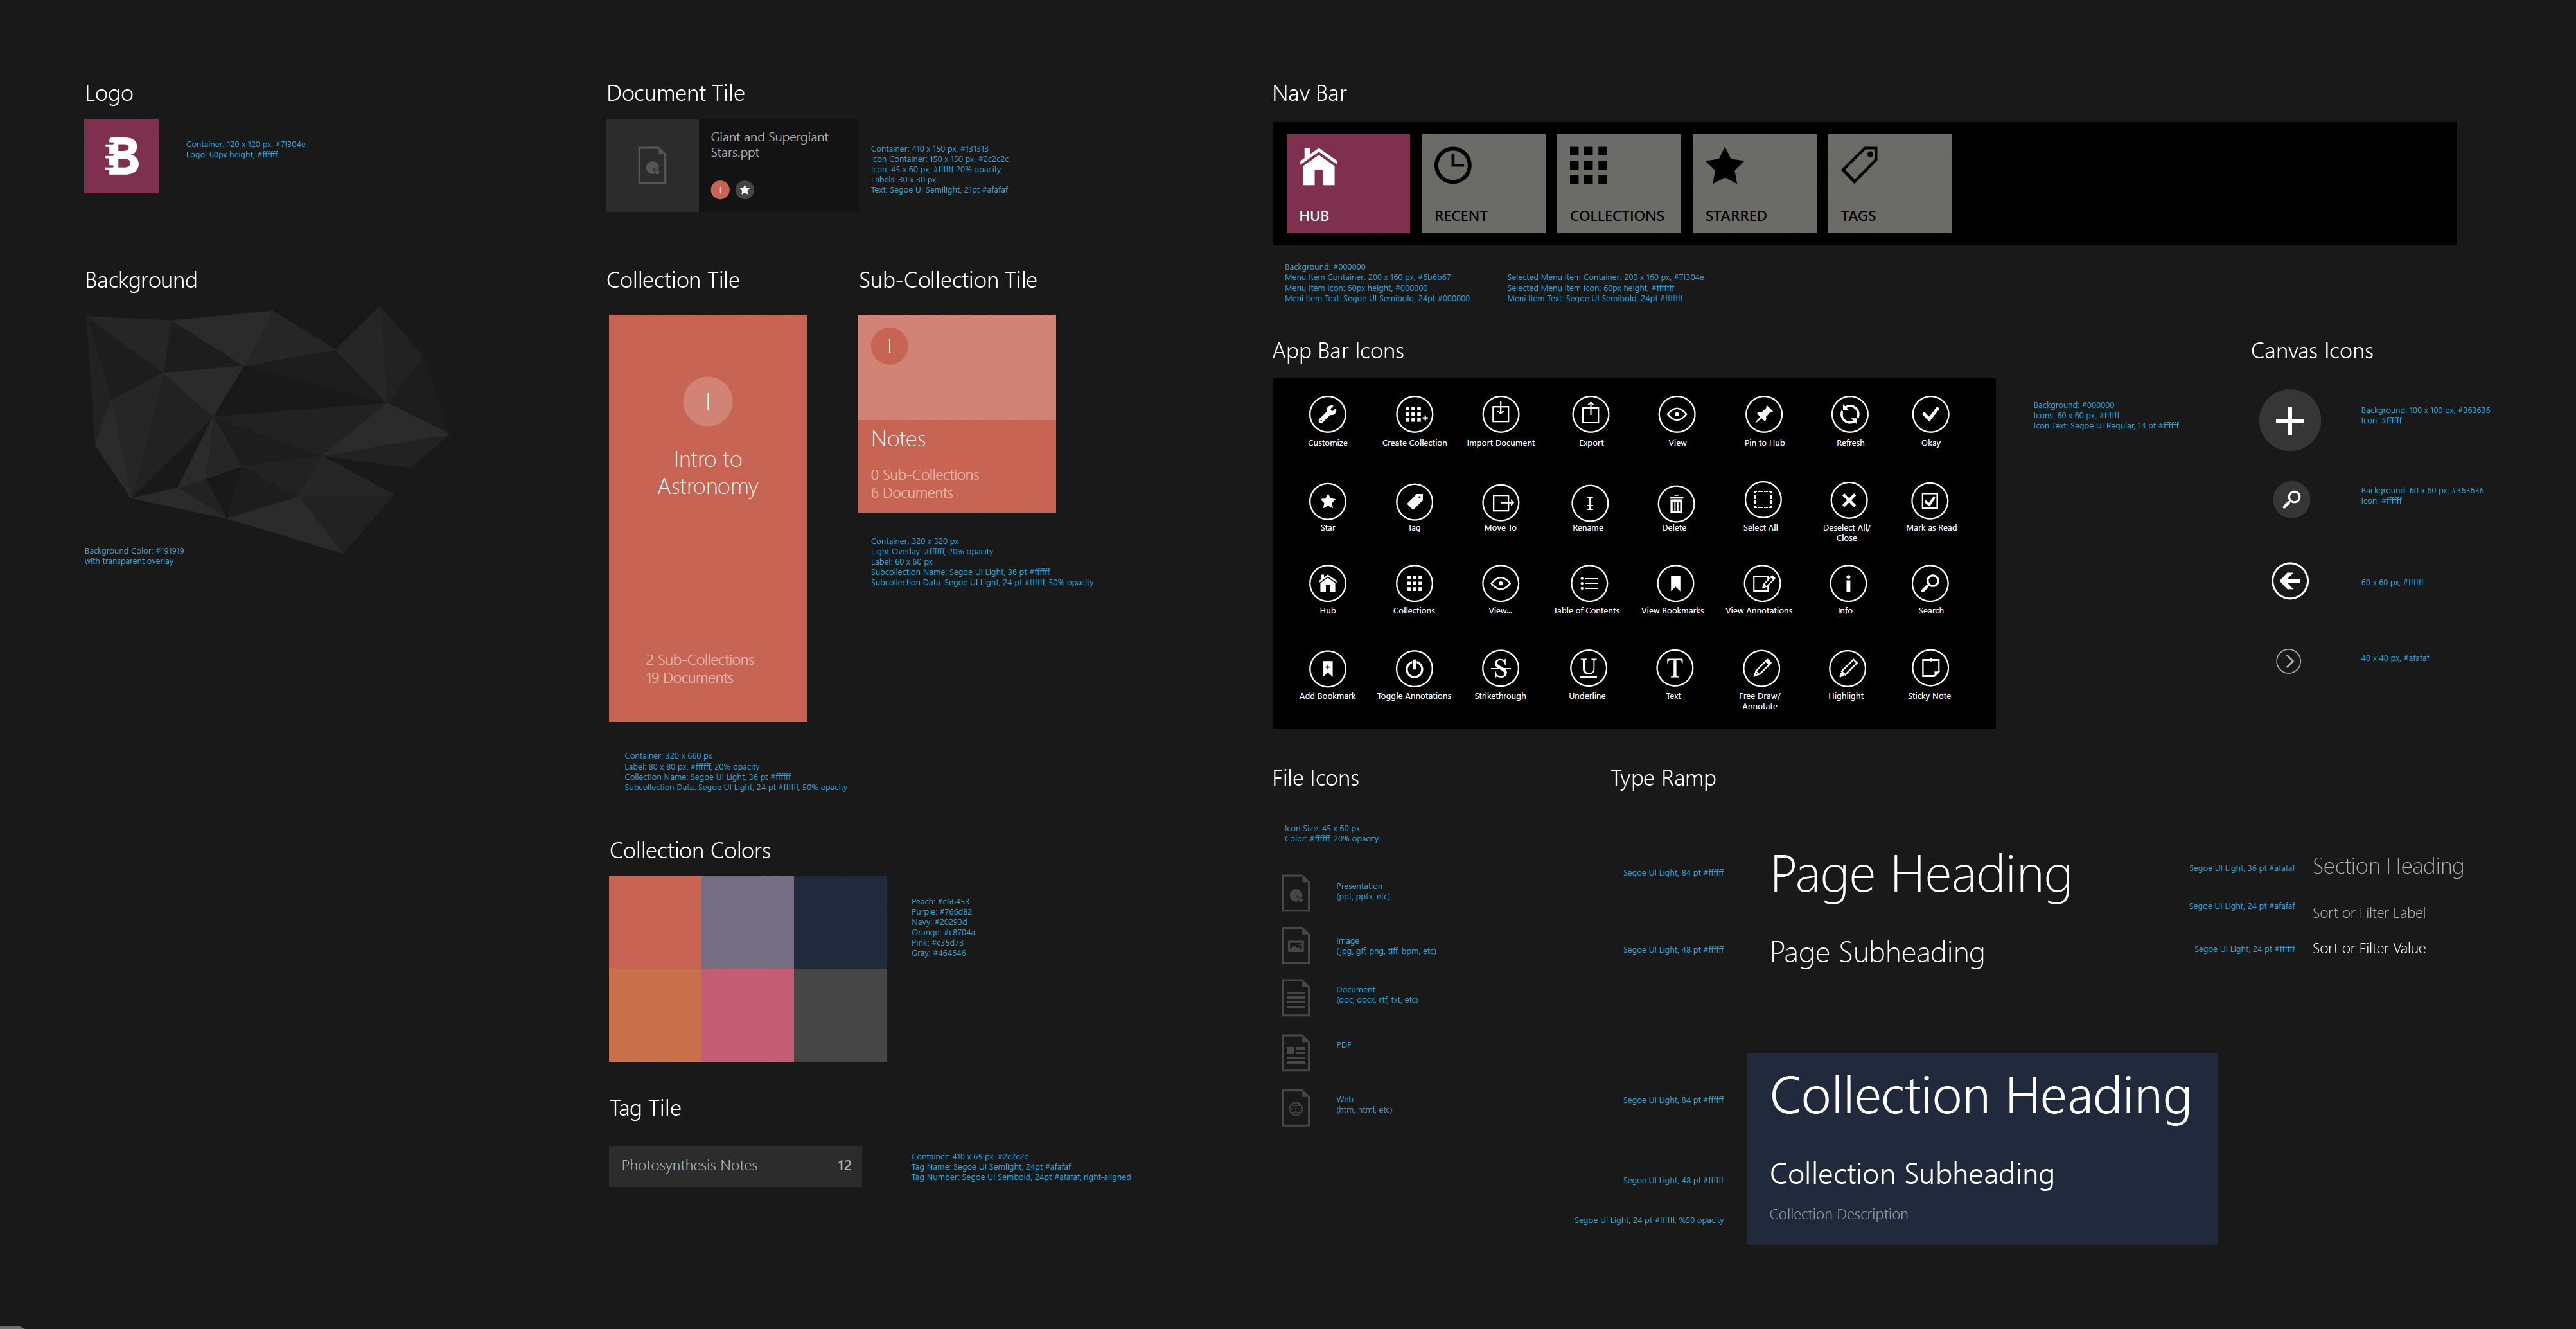 Logo
B
Container: 120 x 120 px, #7f304e
Logo: 60px height, #ffffff
Background
Background Color: #191919
with transparent overlay
Document Tile
Giant and Supergiant
Stars.ppt
I
Container: 410 x 150 px, #131313
Icon Container: 150 x 150 px, #2c2c2c
Icon: 45 x 60 px, #ffffff 20% opacity
Labels: 30 x 30 px
Text: Segoe UI Semilight, 21pt #afafaf
Collection Tile
I
Intro to
Astronomy
2 Sub-Collections
19 Documents
Container: 320 x 660 px
Label: 80 x 80 px, #ffffff, 20% opacity
Collection Name: Segoe UI Light, 36 pt #ffffff
Subcollection Data: Segoe UI Light, 24 pt #ffffff, 50% opacity
Sub-Collection Tile
I
Notes
0 Sub-Collections
6 Documents
Container: 320 x 320 px
Light Overlay: #ffffff, 20% opacity
Label: 60 x 60 px
Subcollection Name: Segoe UI Light, 36 pt #ffffff
Subcollection Data: Segoe UI Light, 24 pt #ffffff, 50% opacity
Collection Colors
Peach: #c66453
Purple: #766d82
Navy: #20293d
Orange: #c8704a
Pink: #c35d73
Gray: #464646
Tag Tile
Photosynthesis Notes 12
Container: 410 x 65 px, #2c2c2c
Tag Name: Segoe UI Semlight, 24pt #afafaf
Tag Number: Segoe UI Sembold, 24pt #afafaf, right-aligned
Nav Bar
HUB
RECENT
COLLECTIONS
STARRED
TAGS
Background: #000000
Menu Item Container: 200 x 160 px, #6b6b67
Menu Item Icon: 60px height, #000000
Meni Item Text: Segoe UI Semibold, 24pt #000000
Selected Menu Item Container: 200 x 160 px, #7f304e
Selected Menu Item Icon: 60px height, #ffffff
Meni Item Text: Segoe UI Semibold, 24pt #ffffff
App Bar Icons
Customize
Create Collection
Import Document
Export
View
Pin to Hub
Refresh
Okay
Star
Tag
Move To
I
Rename
Delete
Select All
Deselect All/
Close
Mark as Read
Hub
Collections
View...
Table of Contents
View Bookmarks
View Annotations
i
Info
Search
Add Bookmark
Toggle Annotations
S
Strikethrough
U
Underline
T
Text
Free Draw/
Annotate
Highlight
Sticky Note
Background: #000000
Icons: 60 x 60 px, #ffffff
Icon Text: Segoe UI Regular, 14 pt #ffffff
Canvas Icons
Background: 100 x 100 px, #363636
Icon: #ffffff
Background: 60 x 60 px, #363636
Icon: #ffffff
60 x 60 px, #ffffff
40 x 40 px, #afafaf
File Icons
Icon Size: 45 x 60 px
Color: #ffffff, 20% opacity
Presentation
(ppt, pptx, etc)
Image
(jpg, gif, png, tiff, bpm, etc)
Document
(doc, docx, rtf, txt, etc)
PDF
Web
(htm, html, etc)
Type Ramp
Segoe UI Light, 84 pt #ffffff
Page Heading
Segoe UI Light, 48 pt #ffffff
Page Subheading
Segoe UI Light, 36 pt #afafaf
Section Heading
Segoe UI Light, 24 pt #afafaf
Sort or Filter Label
Segoe UI Light, 24 pt #ffffff
Sort or Filter Value
Segoe UI Light, 84 pt #ffffff
Collection Heading
Segoe UI Light, 48 pt #ffffff
Collection Subheading
Segoe UI Light, 24 pt #ffffff, %50 opacity
Collection Description